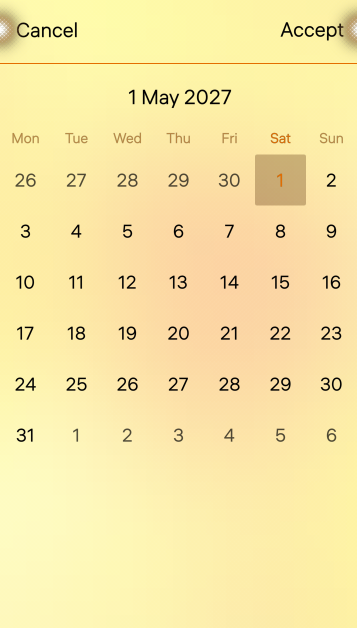 Cancel Accept
1 May 2027
Mon Tue Wed Thu Fri Sat Sun
26 27 28 29 30 1 2
3 4 5 6 7 8 9
10 11 12 13 14 15 16
17 18 19 20 21 22 23
24 25 26 27 28 29 30
31 1 2 3 4 5 6